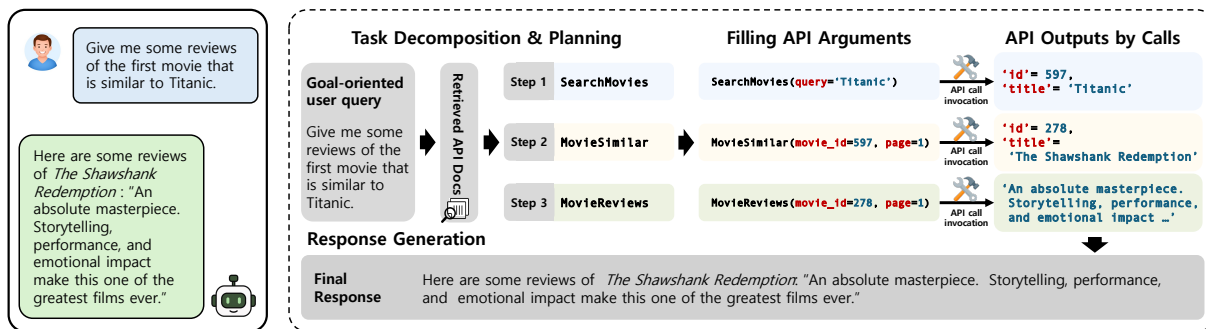 Give me some reviews
of the first movie that
is similar to Titanic.
Here are some reviews
of The Shawshank
Redemption : “An
absolute masterpiece.
Storytelling,
performance, and
emotional impact
make this one of the
greatest films ever.”
Task Decomposition & Planning
Filling API Arguments
API Outputs by Calls
Goal-oriented
user query
Give me some
reviews of the
first movie that
is similar to
Titanic.
Retrieved API Docs
Step 1 SearchMovies
SearchMovies(query='Titanic')
API call
invocation
'id'= 597,
'title'= 'Titanic'
Step 2 MovieSimilar
MovieSimilar(movie_id=597, page=1)
API call
invocation
'id'= 278,
'title'=
'The Shawshank Redemption'
Step 3 MovieReviews
MovieReviews(movie_id=278, page=1)
API call
invocation
'An absolute masterpiece.
Storytelling, performance,
and emotional impact …'
Response Generation
Final
Response
Here are some reviews of The Shawshank Redemption: “An absolute masterpiece. Storytelling, performance,
and emotional impact make this one of the greatest films ever.”